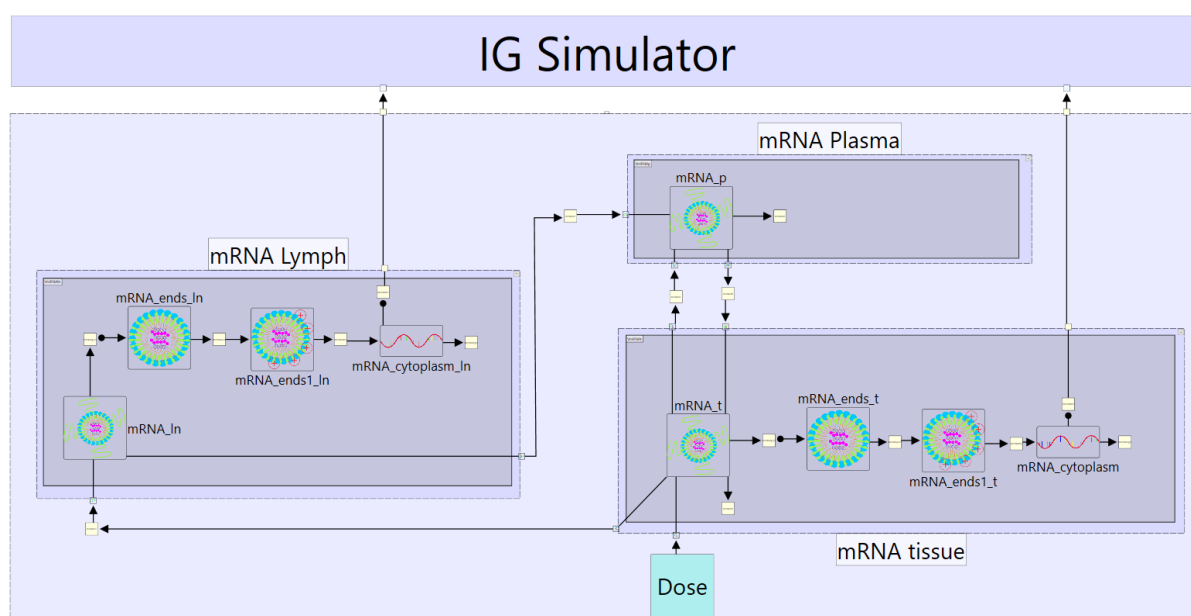 IG Simulator
mRNA Plasma
mRNA_p
mRNA Lymph
mRNA_ends_ln
mRNA_ends1_ln
mRNA_cytoplasm_ln
mRNA_ln
mRNA_t
mRNA_ends_t
mRNA_ends1_t
mRNA_cytoplasm
mRNA tissue
Dose